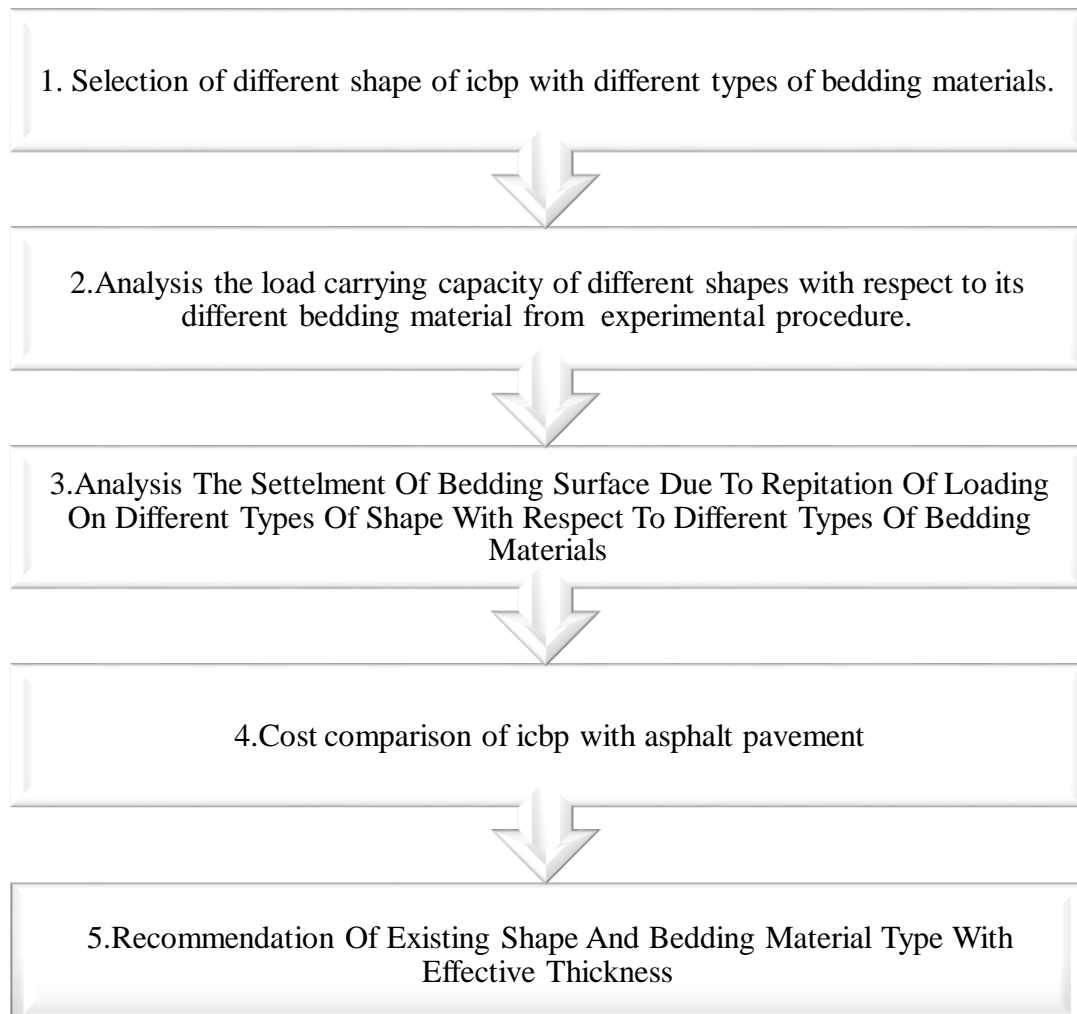 1. Selection of different shape of icbp with different types of bedding materials.
2.Analysis the load carrying capacity of different shapes with respect to its
different bedding material from experimental procedure.
3.Analysis The Settelment Of Bedding Surface Due To Repitation Of Loading
On Different Types Of Shape With Respect To Different Types Of Bedding
Materials
4.Cost comparison of icbp with asphalt pavement
5.Recommendation Of Existing Shape And Bedding Material Type With
Effective Thickness